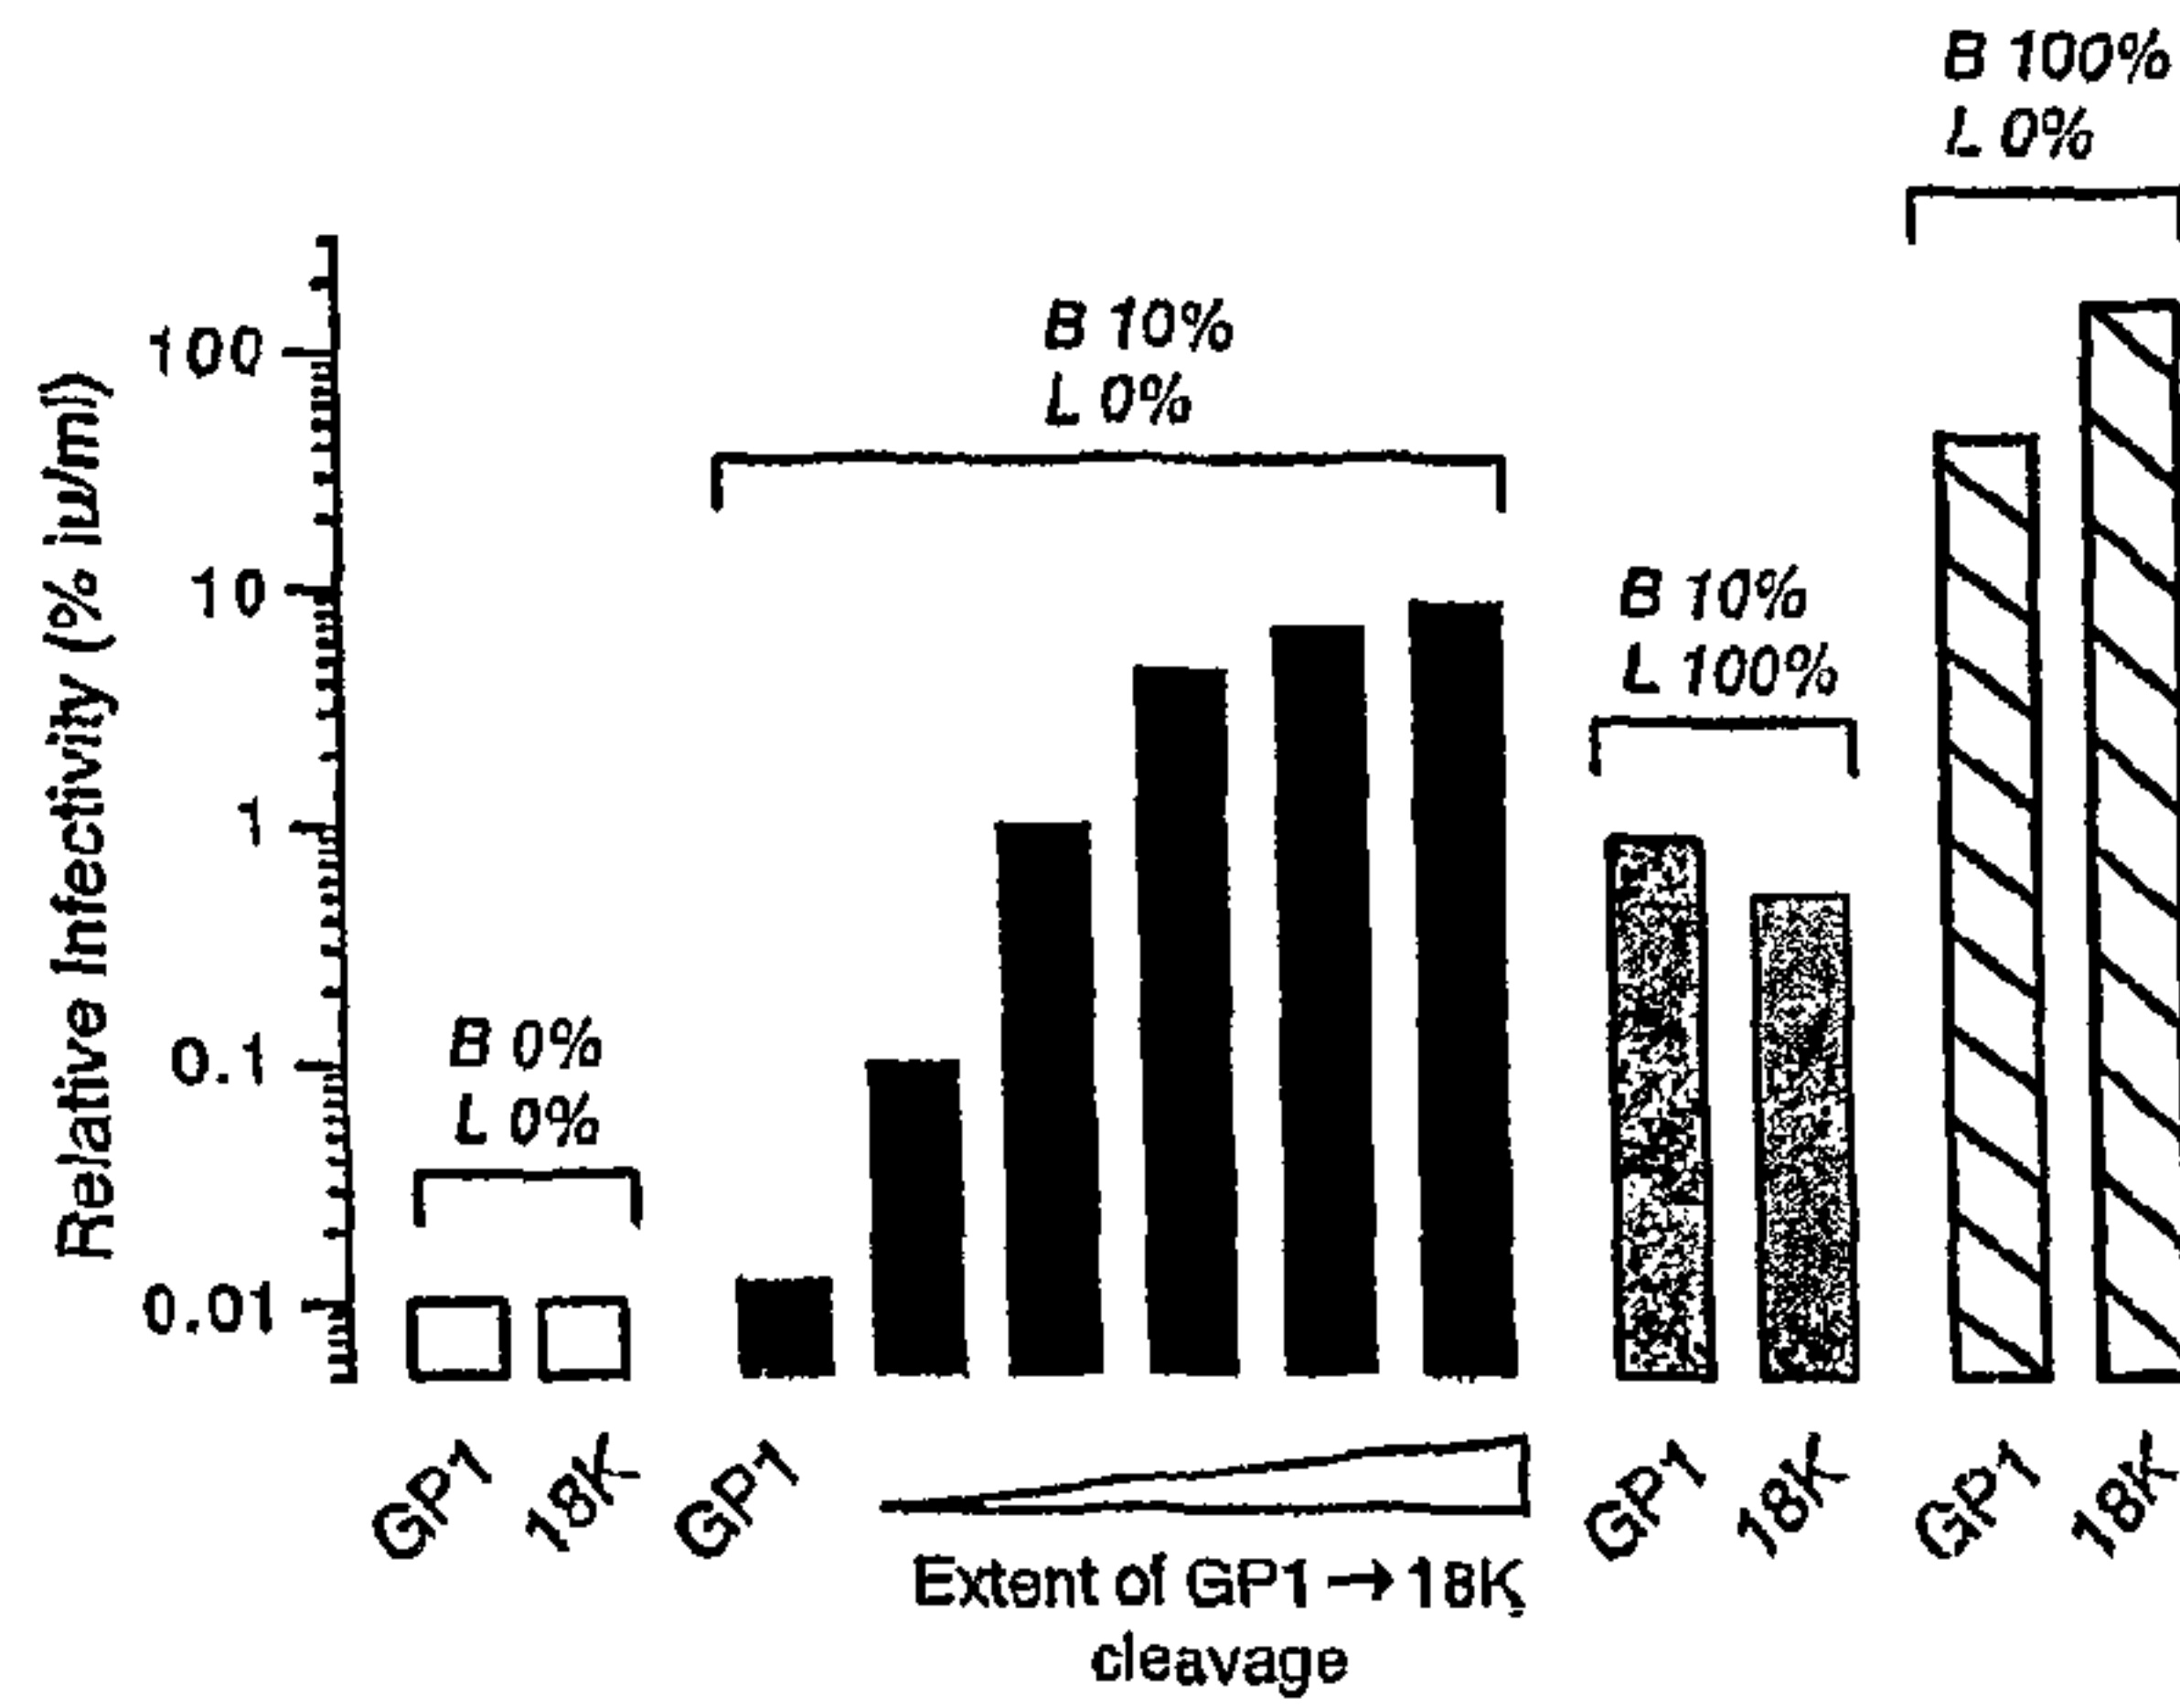 B 100%
L 0%
B 10%
L 0%
B 10%
L 100%
B 0%
L 0%
Relative Infectivity (% iu/ml)
100
10
1
0.1
0.01
GP1
18K
GP1
GP1
18K
GP1
18K
Extent of GP1→18K
cleavage